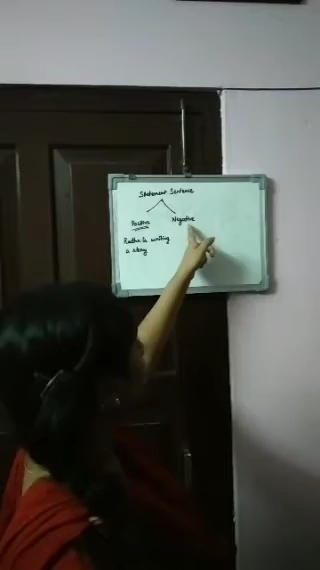 Statement Sentence
Positive Negative
Radha is writing
a story